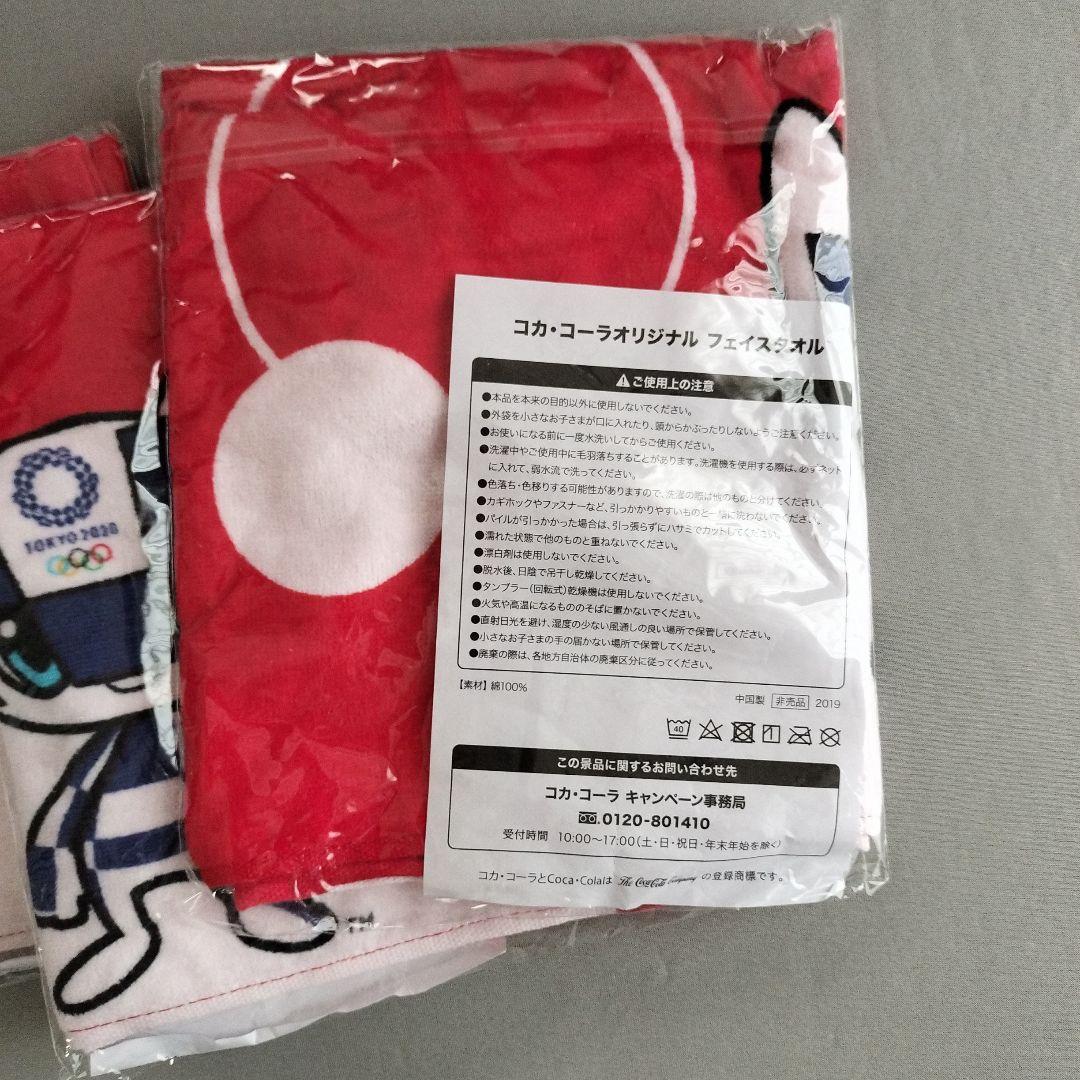 コカ・コーラオリジナル フェイスタオル
⚠ご使用上の注意
●本品を本来の目的以外に使用しないでください。
●外袋を小さなお子さまが口に入れたり、頭からかぶったりしないようご注意ください。
●お使いになる前に一度水洗いしてからご使用ください。
●洗濯中やご使用中に毛羽落ちすることがあります。洗濯機を使用する際は、必ずネット
に入れて、弱水流で洗ってください。
●色落ち・色移りする可能性がありますので、洗濯の際は他のものと分けてください。
●カギホックやファスナーなど、引っかかりやすいものと一緒に洗わないでください。
●パイルが引っかかった場合は、引っ張らずにハサミでカットしてください。
●濡れた状態で他のものと重ねないでください。
●漂白剤は使用しないでください。
●脱水後、日陰で吊干し乾燥してください。
●タンブラー(回転式)乾燥機は使用しないでください。
●火気や高温になるもののそばに置かないでください。
●直射日光を避け、湿度の少ない風通しの良い場所で保管してください。
●小さなお子さまの手の届かない場所で保管してください。
●廃棄の際は、各地方自治体の廃棄区分に従ってください。
【素材】綿100%
中国製 非売品 2019
40
この景品に関するお問い合わせ先
コカ・コーラ キャンペーン事務局
0120-801410
受付時間 10:00〜17:00(土・日・祝日・年末年始を除く)
コカ・コーラとCoca・Colaは The Coca-Cola Company の登録商標です。
TOKYO 2020
TM